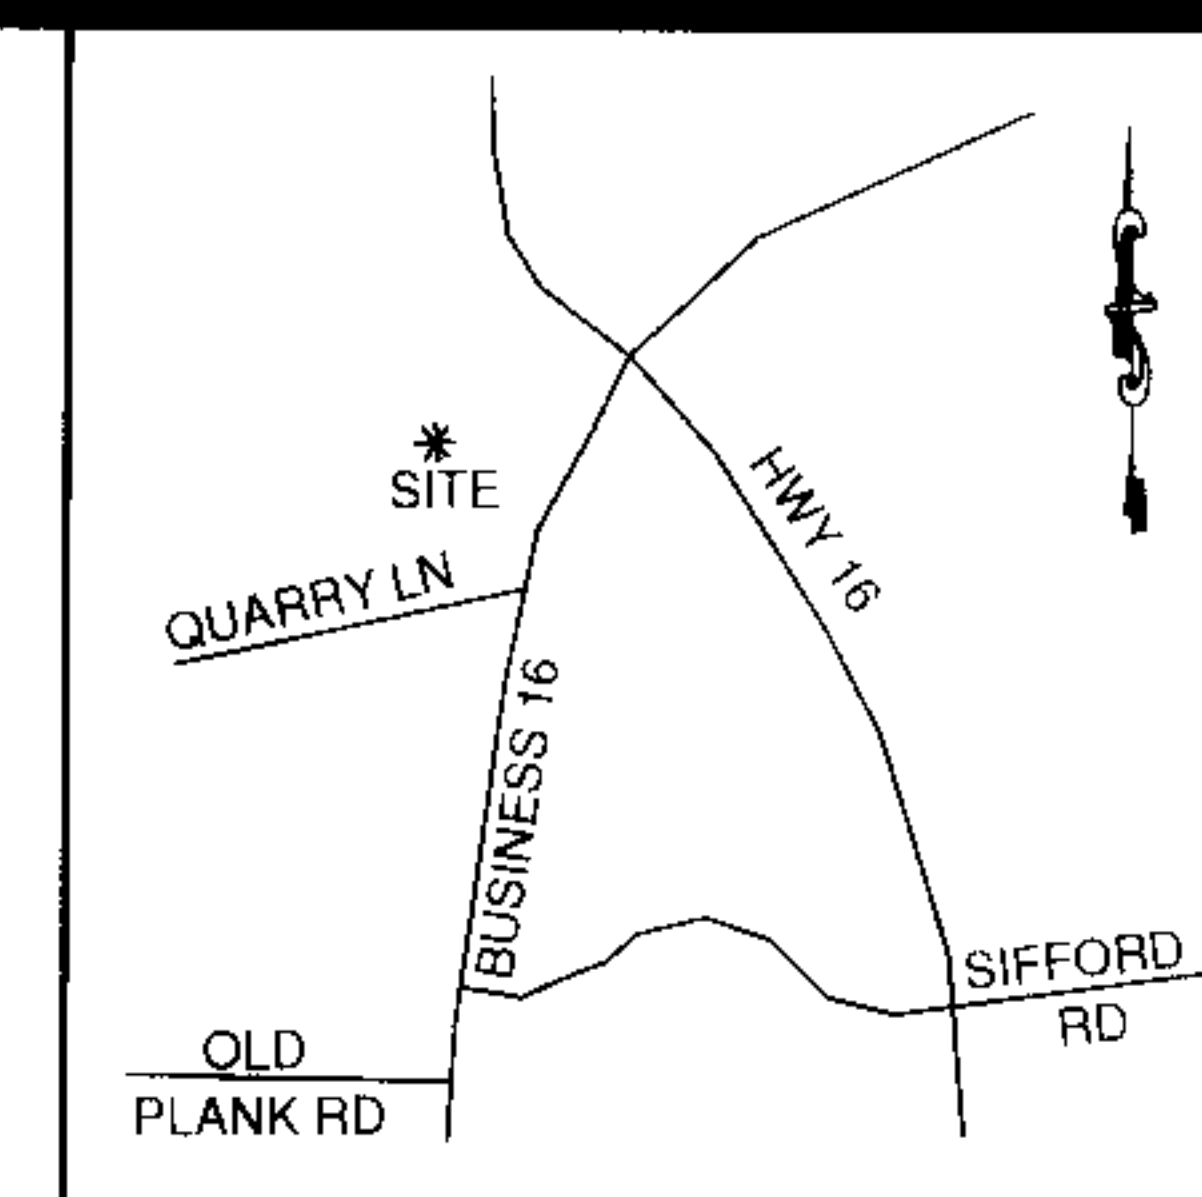 SITE
HWY 16
QUARRY LN
BUSINESS 16
SIFFORD
RD
OLD
PLANK RD